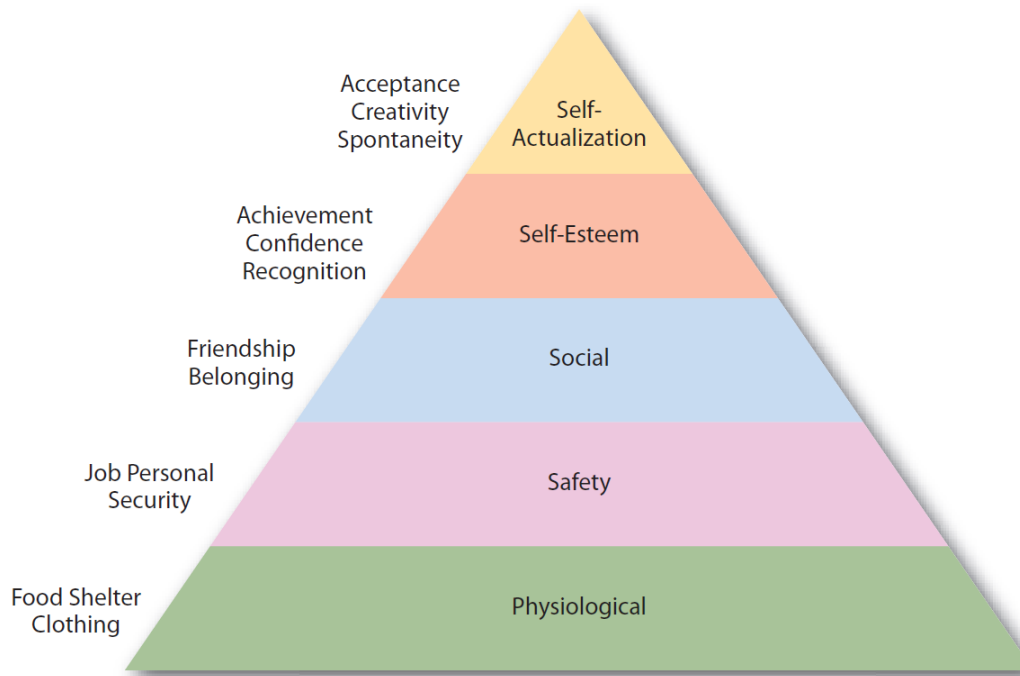 Acceptance
Creativity
Spontaneity
Self-
Actualization
Achievement
Confidence
Recognition
Self-Esteem
Friendship
Belonging
Social
Job Personal
Security
Safety
Food Shelter
Clothing
Physiological